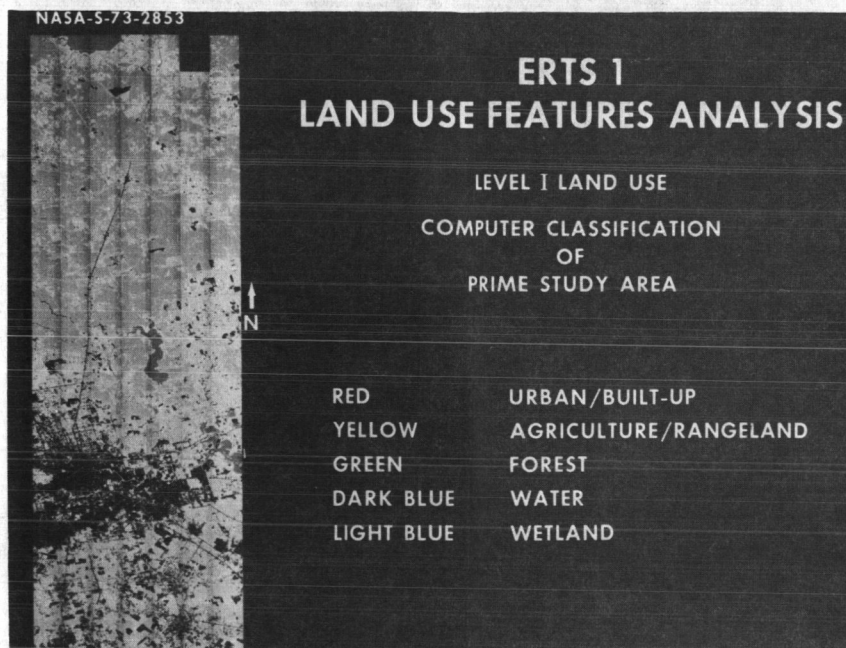 NASA-S-73-2853
ERTS 1
LAND USE FEATURES ANALYSIS
LEVEL I LAND USE
COMPUTER CLASSIFICATION
OF
PRIME STUDY AREA
N
RED URBAN/BUILT-UP
YELLOW AGRICULTURE/RANGELAND
GREEN FOREST
DARK BLUE WATER
LIGHT BLUE WETLAND